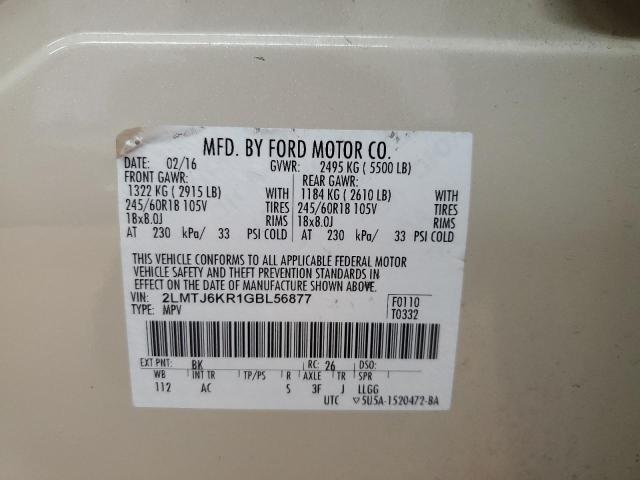 MFD. BY FORD MOTOR CO.
DATE: 02/16 GVWR: 2495 KG ( 5500 LB)
FRONT GAWR: REAR GAWR:
1322 KG ( 2915 LB) WITH 1184 KG ( 2610 LB) WITH
245/60R18 105V TIRES 245/60R18 105V TIRES
18x8.0J RIMS 18x8.0J RIMS
AT 230 kPa/ 33 PSI COLD AT 230 kPa/ 33 PSI COLD
THIS VEHICLE CONFORMS TO ALL APPLICABLE FEDERAL MOTOR
VEHICLE SAFETY AND THEFT PREVENTION STANDARDS IN
EFFECT ON THE DATE OF MANUFACTURE SHOWN ABOVE.
VIN: 2LMTJ6KR1GBL56877 F0110
TYPE: MPV T0332
EXT PNT: BK RC: 26 DSO:
WB INT TR TP/PS R AXLE TR SPR
112 AC S 3F J LLGG
UTC ▽5U5A-1520472-BA